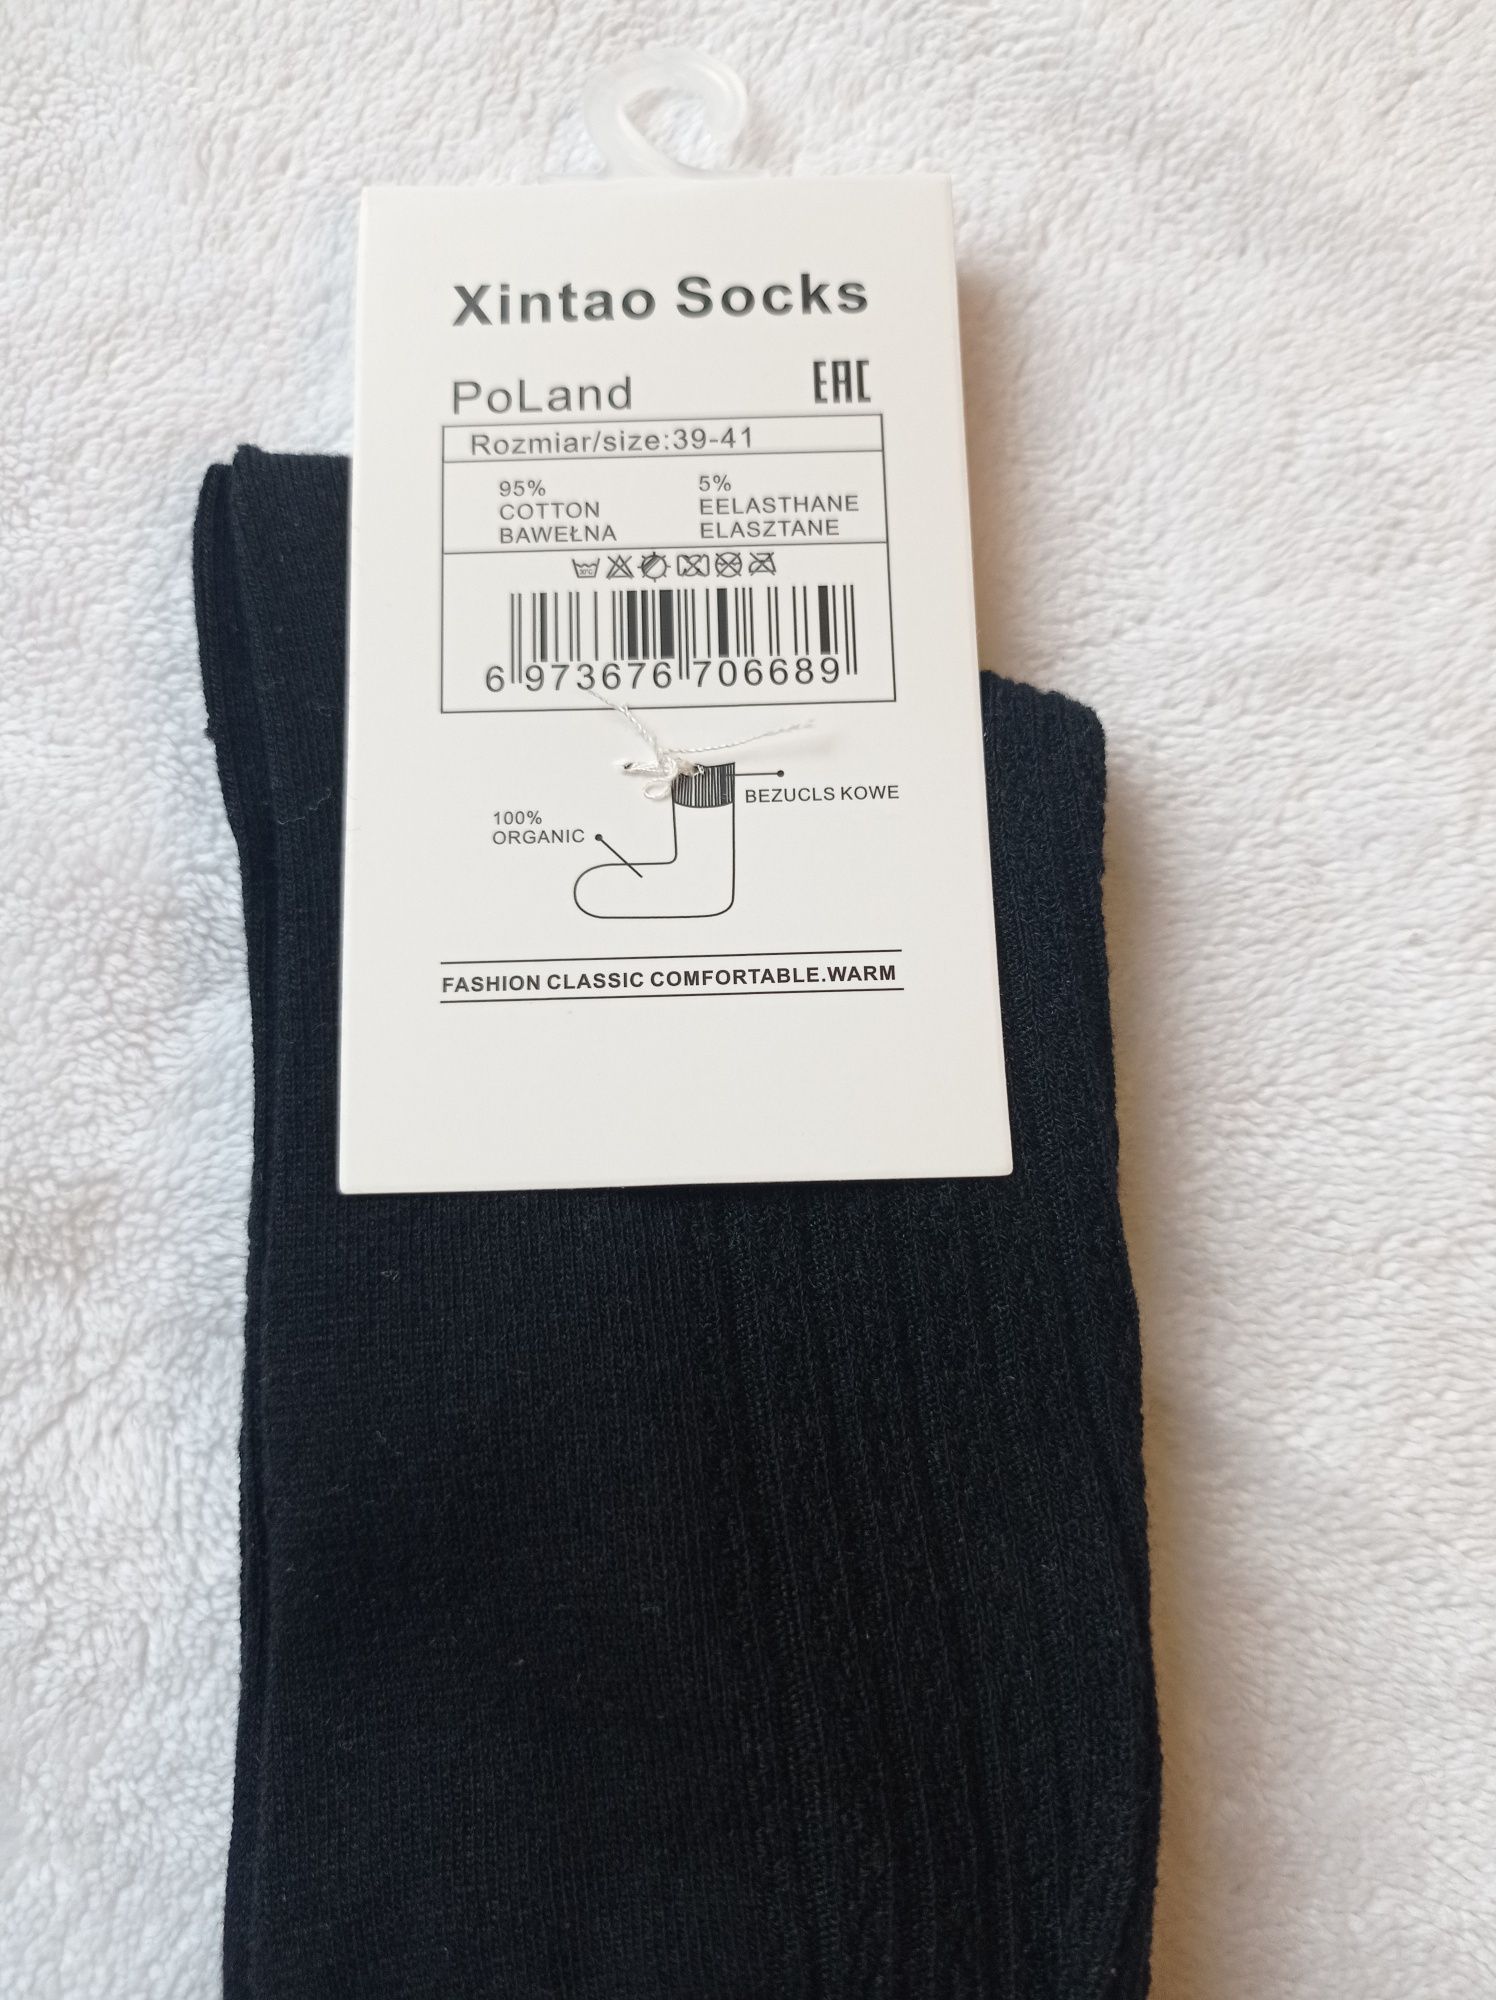 Xintao Socks
PoLand EAC
Rozmiar/size:39-41
95% 5%
COTTON EELASTHANE
BAWEŁNA ELASZTANE
30°C
6 973676 706689
BEZUCLS KOWE
100%
ORGANIC
FASHION CLASSIC COMFORTABLE.WARM